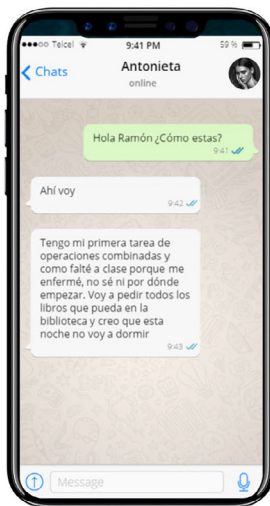 ●●●○○ Telcel 9:41 PM 59 %
Chats
Antonieta
online
Hola Ramón ¿Cómo estas?
9:41
Ahí voy
9:42
Tengo mi primera tarea de
operaciones combinadas y
como falté a clase porque me
enfermé, no sé ni por dónde
empezar. Voy a pedir todos los
libros que pueda en la
biblioteca y creo que esta
noche no voy a dormir
9:43
Message